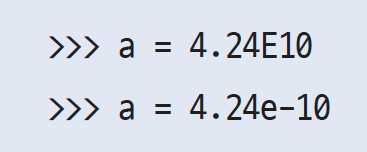 >>> a = 4.24E10
>>> a = 4.24e-10